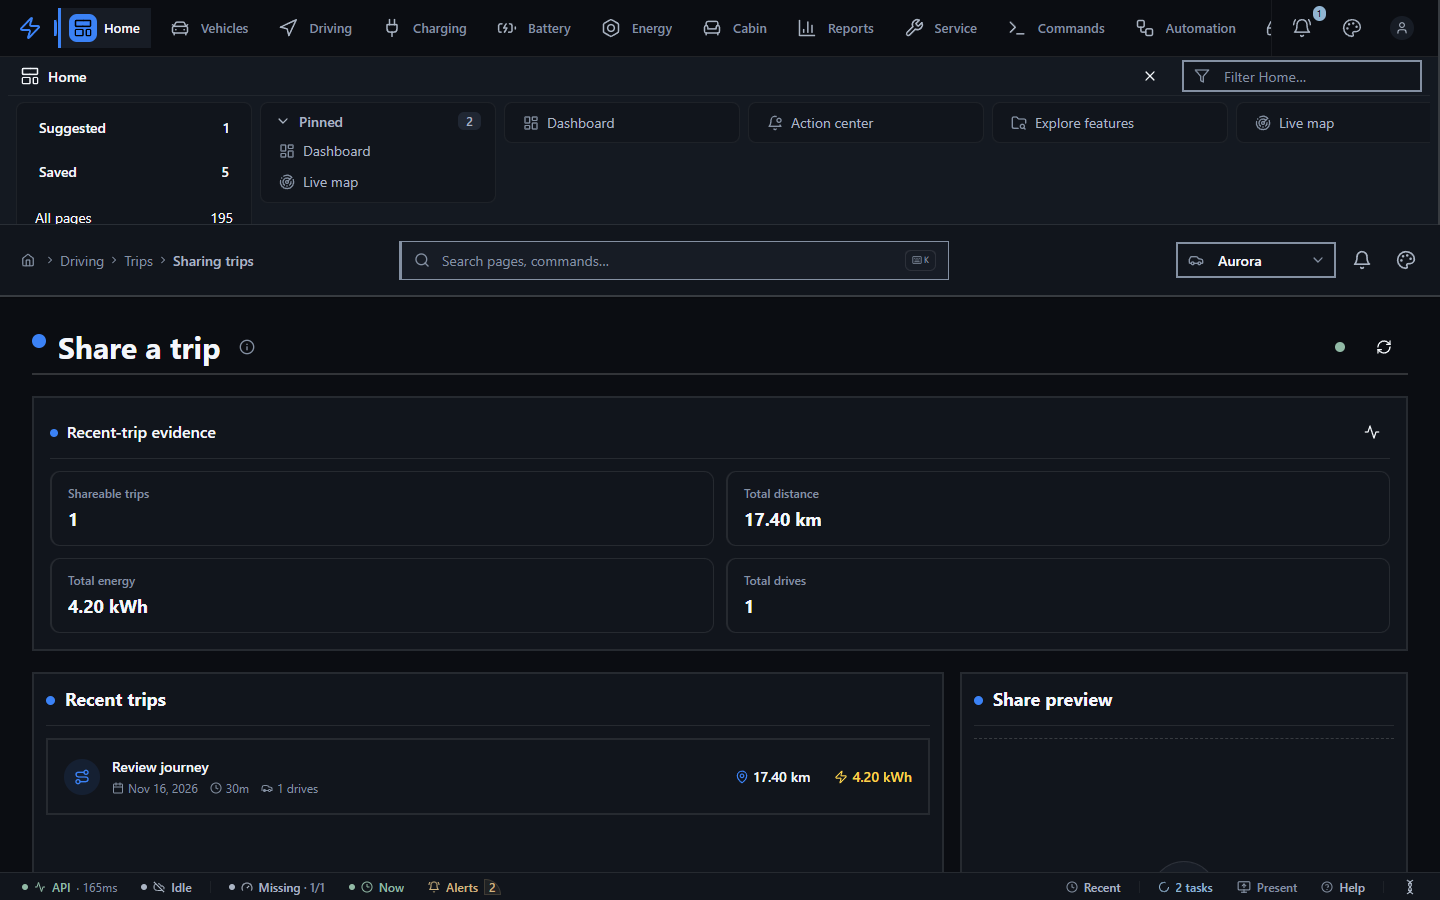 Home Vehicles Driving Charging Battery Energy Cabin Reports Service Commands Automation 1
Home
Filter Home...
Suggested 1
Saved 5
All pages 195
Pinned 2
Dashboard
Live map
Dashboard
Action center
Explore features
Live map
Driving Trips Sharing trips
Search pages, commands... K
Aurora
Share a trip
Recent-trip evidence
Shareable trips
1
Total distance
17.40 km
Total energy
4.20 kWh
Total drives
1
Recent trips
Review journey
Nov 16, 2026 30m 1 drives
17.40 km 4.20 kWh
Share preview
API · 165ms Idle Missing · 1/1 Now Alerts 2 Recent 2 tasks Present Help